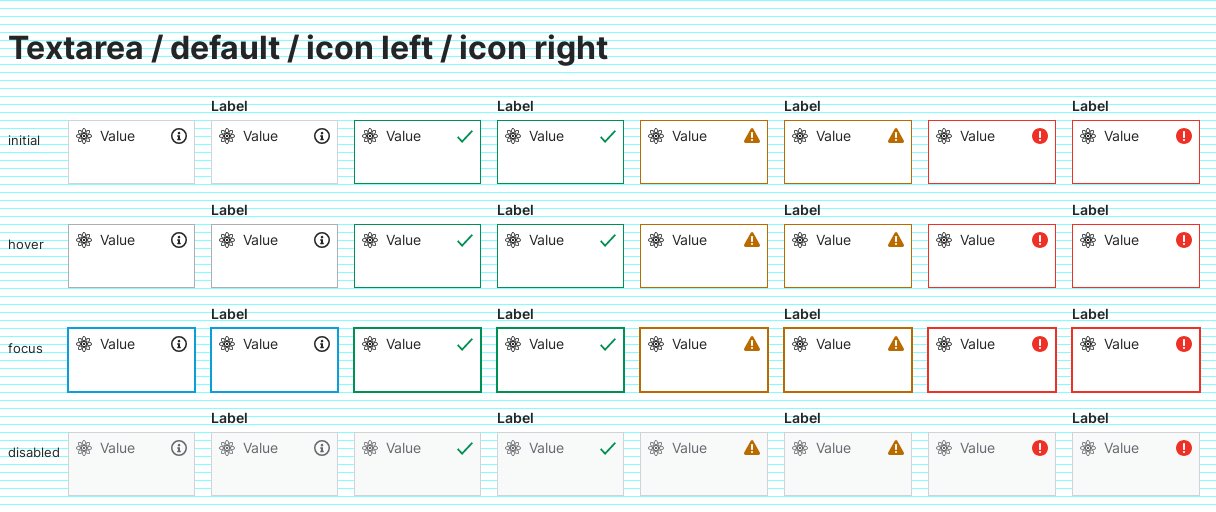 Textarea / default / icon left / icon right
Label Label Label Label
initial Value Value Value Value Value Value Value Value
Label Label Label Label
hover Value Value Value Value Value Value Value Value
Label Label Label Label
focus Value Value Value Value Value Value Value Value
Label Label Label Label
disabled Value Value Value Value Value Value Value Value